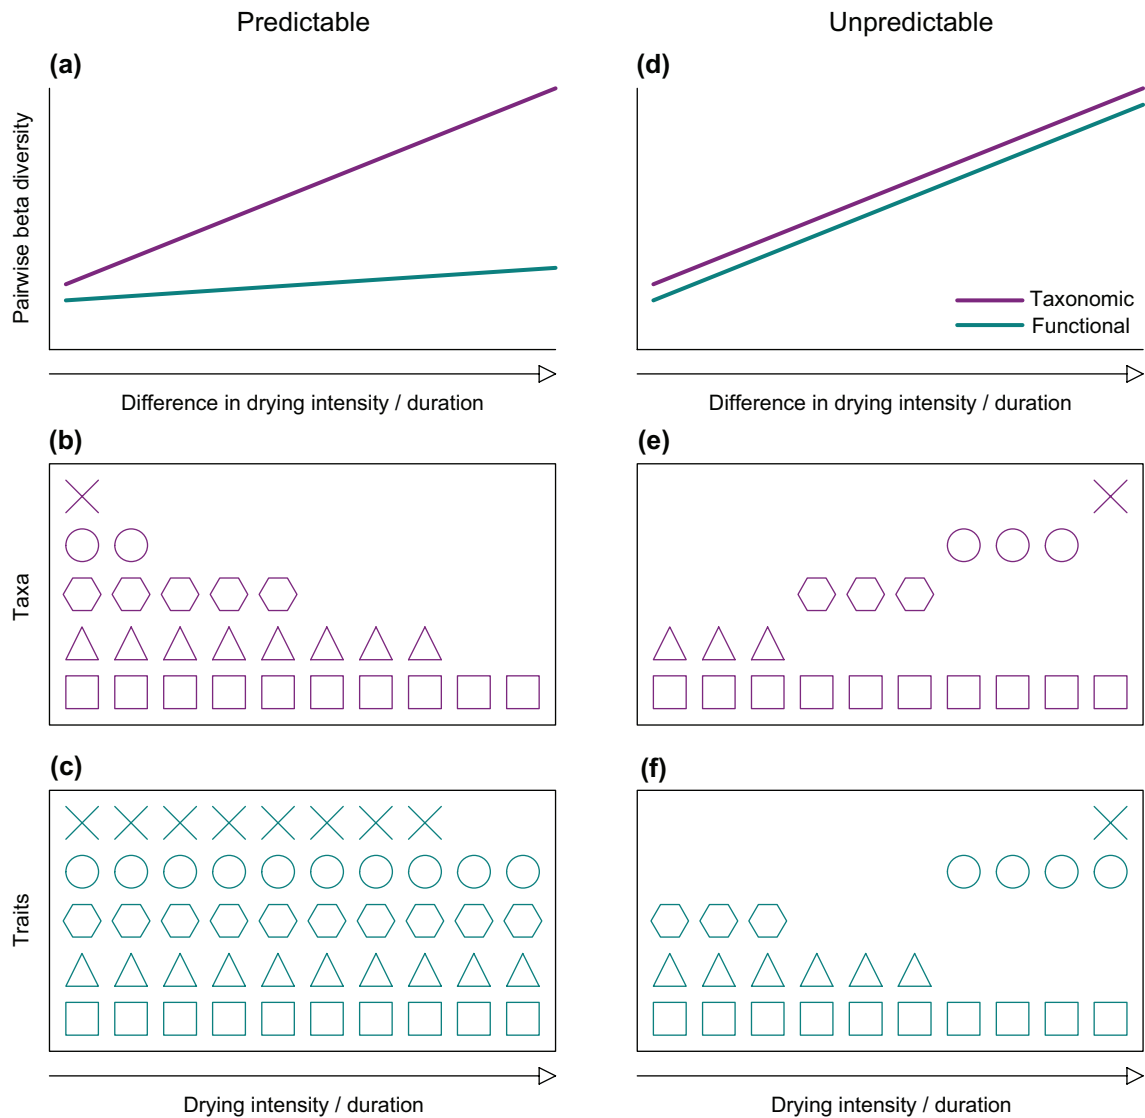 Predictable
Unpredictable
(a)
(d)
Pairwise beta diversity
Taxonomic
Functional
Difference in drying intensity / duration
Difference in drying intensity / duration
(b)
(e)
Taxa
(c)
(f)
Traits
Drying intensity / duration
Drying intensity / duration